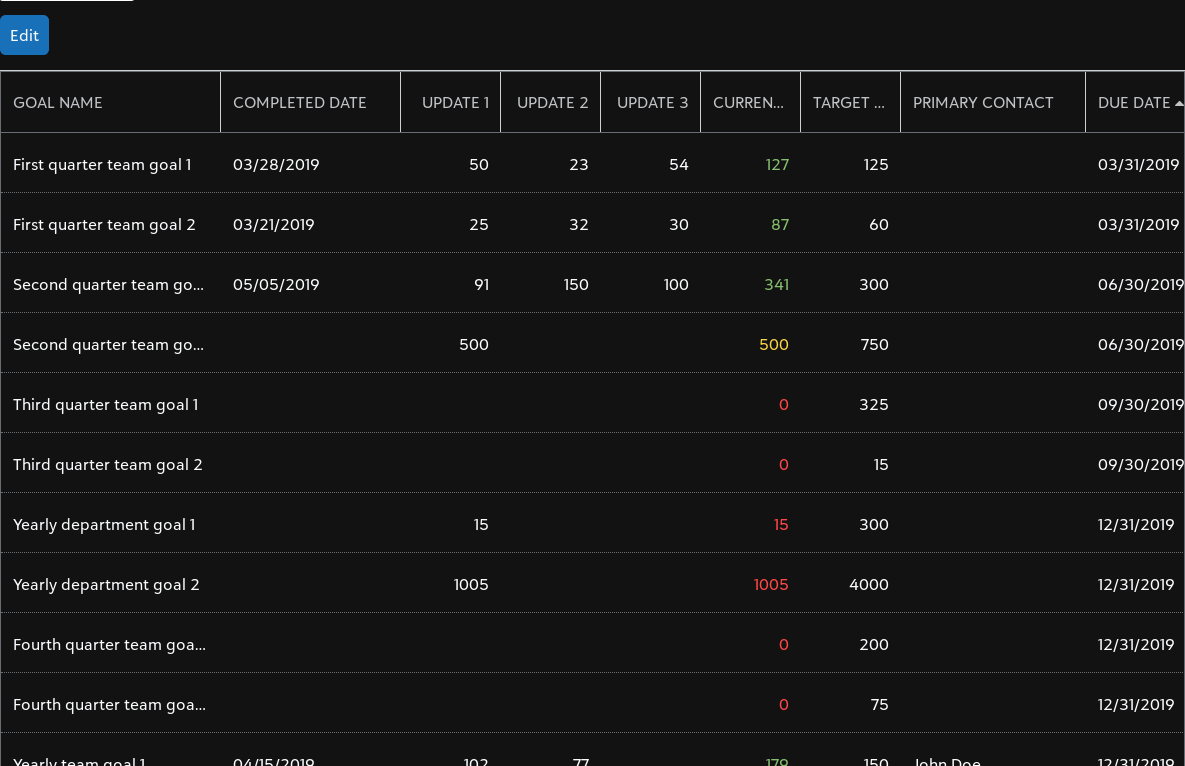 Edit
GOAL NAME COMPLETED DATE UPDATE 1 UPDATE 2 UPDATE 3 CURREN... TARGET ... PRIMARY CONTACT DUE DATE
First quarter team goal 1 03/28/2019 50 23 54 127 125 03/31/2019
First quarter team goal 2 03/21/2019 25 32 30 87 60 03/31/2019
Second quarter team go... 05/05/2019 91 150 100 341 300 06/30/2019
Second quarter team go... 500 500 750 06/30/2019
Third quarter team goal 1 0 325 09/30/2019
Third quarter team goal 2 0 15 09/30/2019
Yearly department goal 1 15 15 300 12/31/2019
Yearly department goal 2 1005 1005 4000 12/31/2019
Fourth quarter team goa... 0 200 12/31/2019
Fourth quarter team goa... 0 75 12/31/2019
Yearly team goal 1 04/15/2019 102 77 179 150 John Doe 12/31/2019